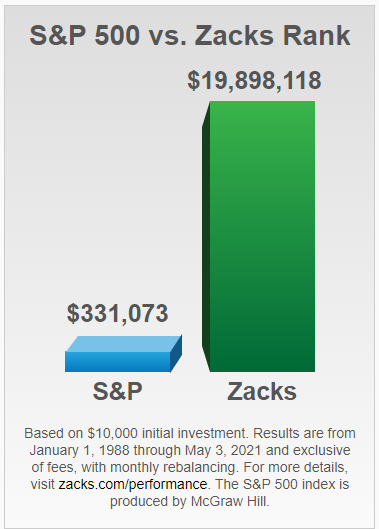 S&P 500 vs. Zacks Rank
$19,898,118
$331,073
S&P
Zacks
Based on $10,000 initial investment. Results are from
January 1, 1988 through May 3, 2021 and exclusive
of fees, with monthly rebalancing. For more details,
visit zacks.com/performance. The S&P 500 index is
produced by McGraw Hill.